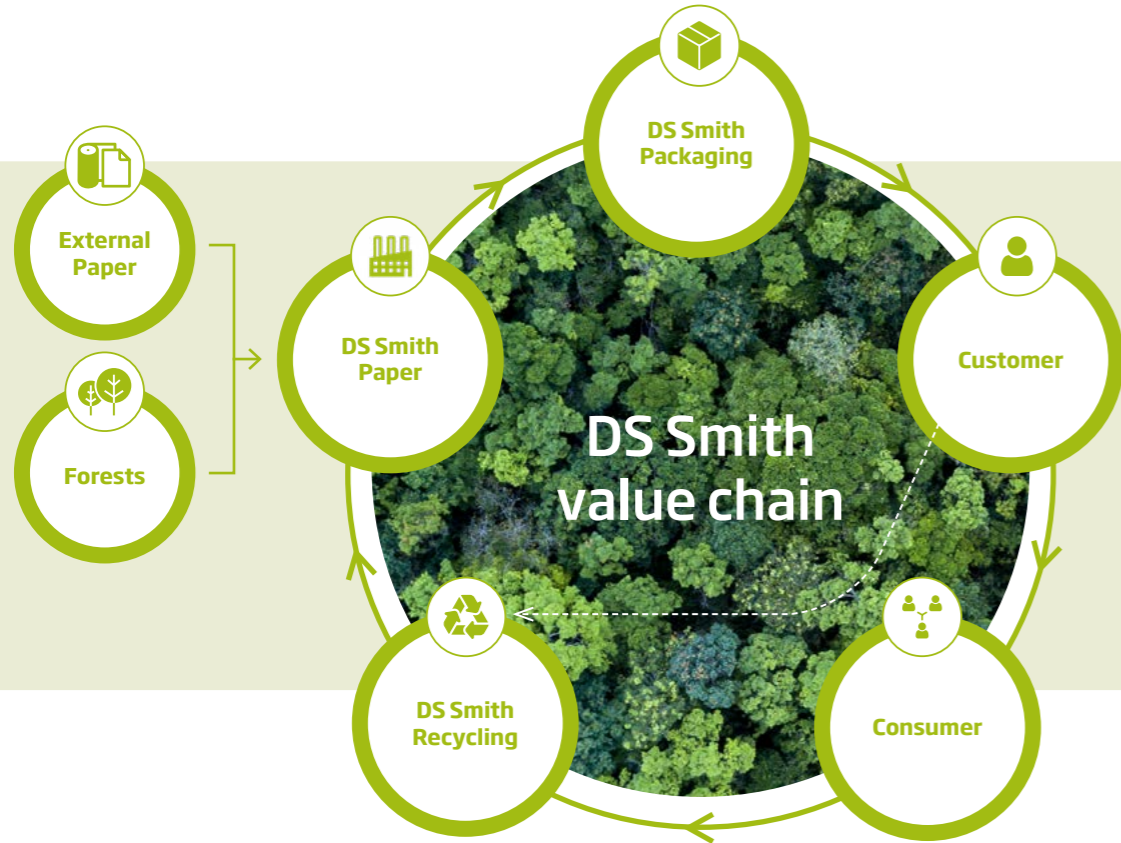 DS Smith
Packaging
External
Paper
DS Smith
Paper
Customer
Forests
DS Smith
value chain
DS Smith
Recycling
Consumer